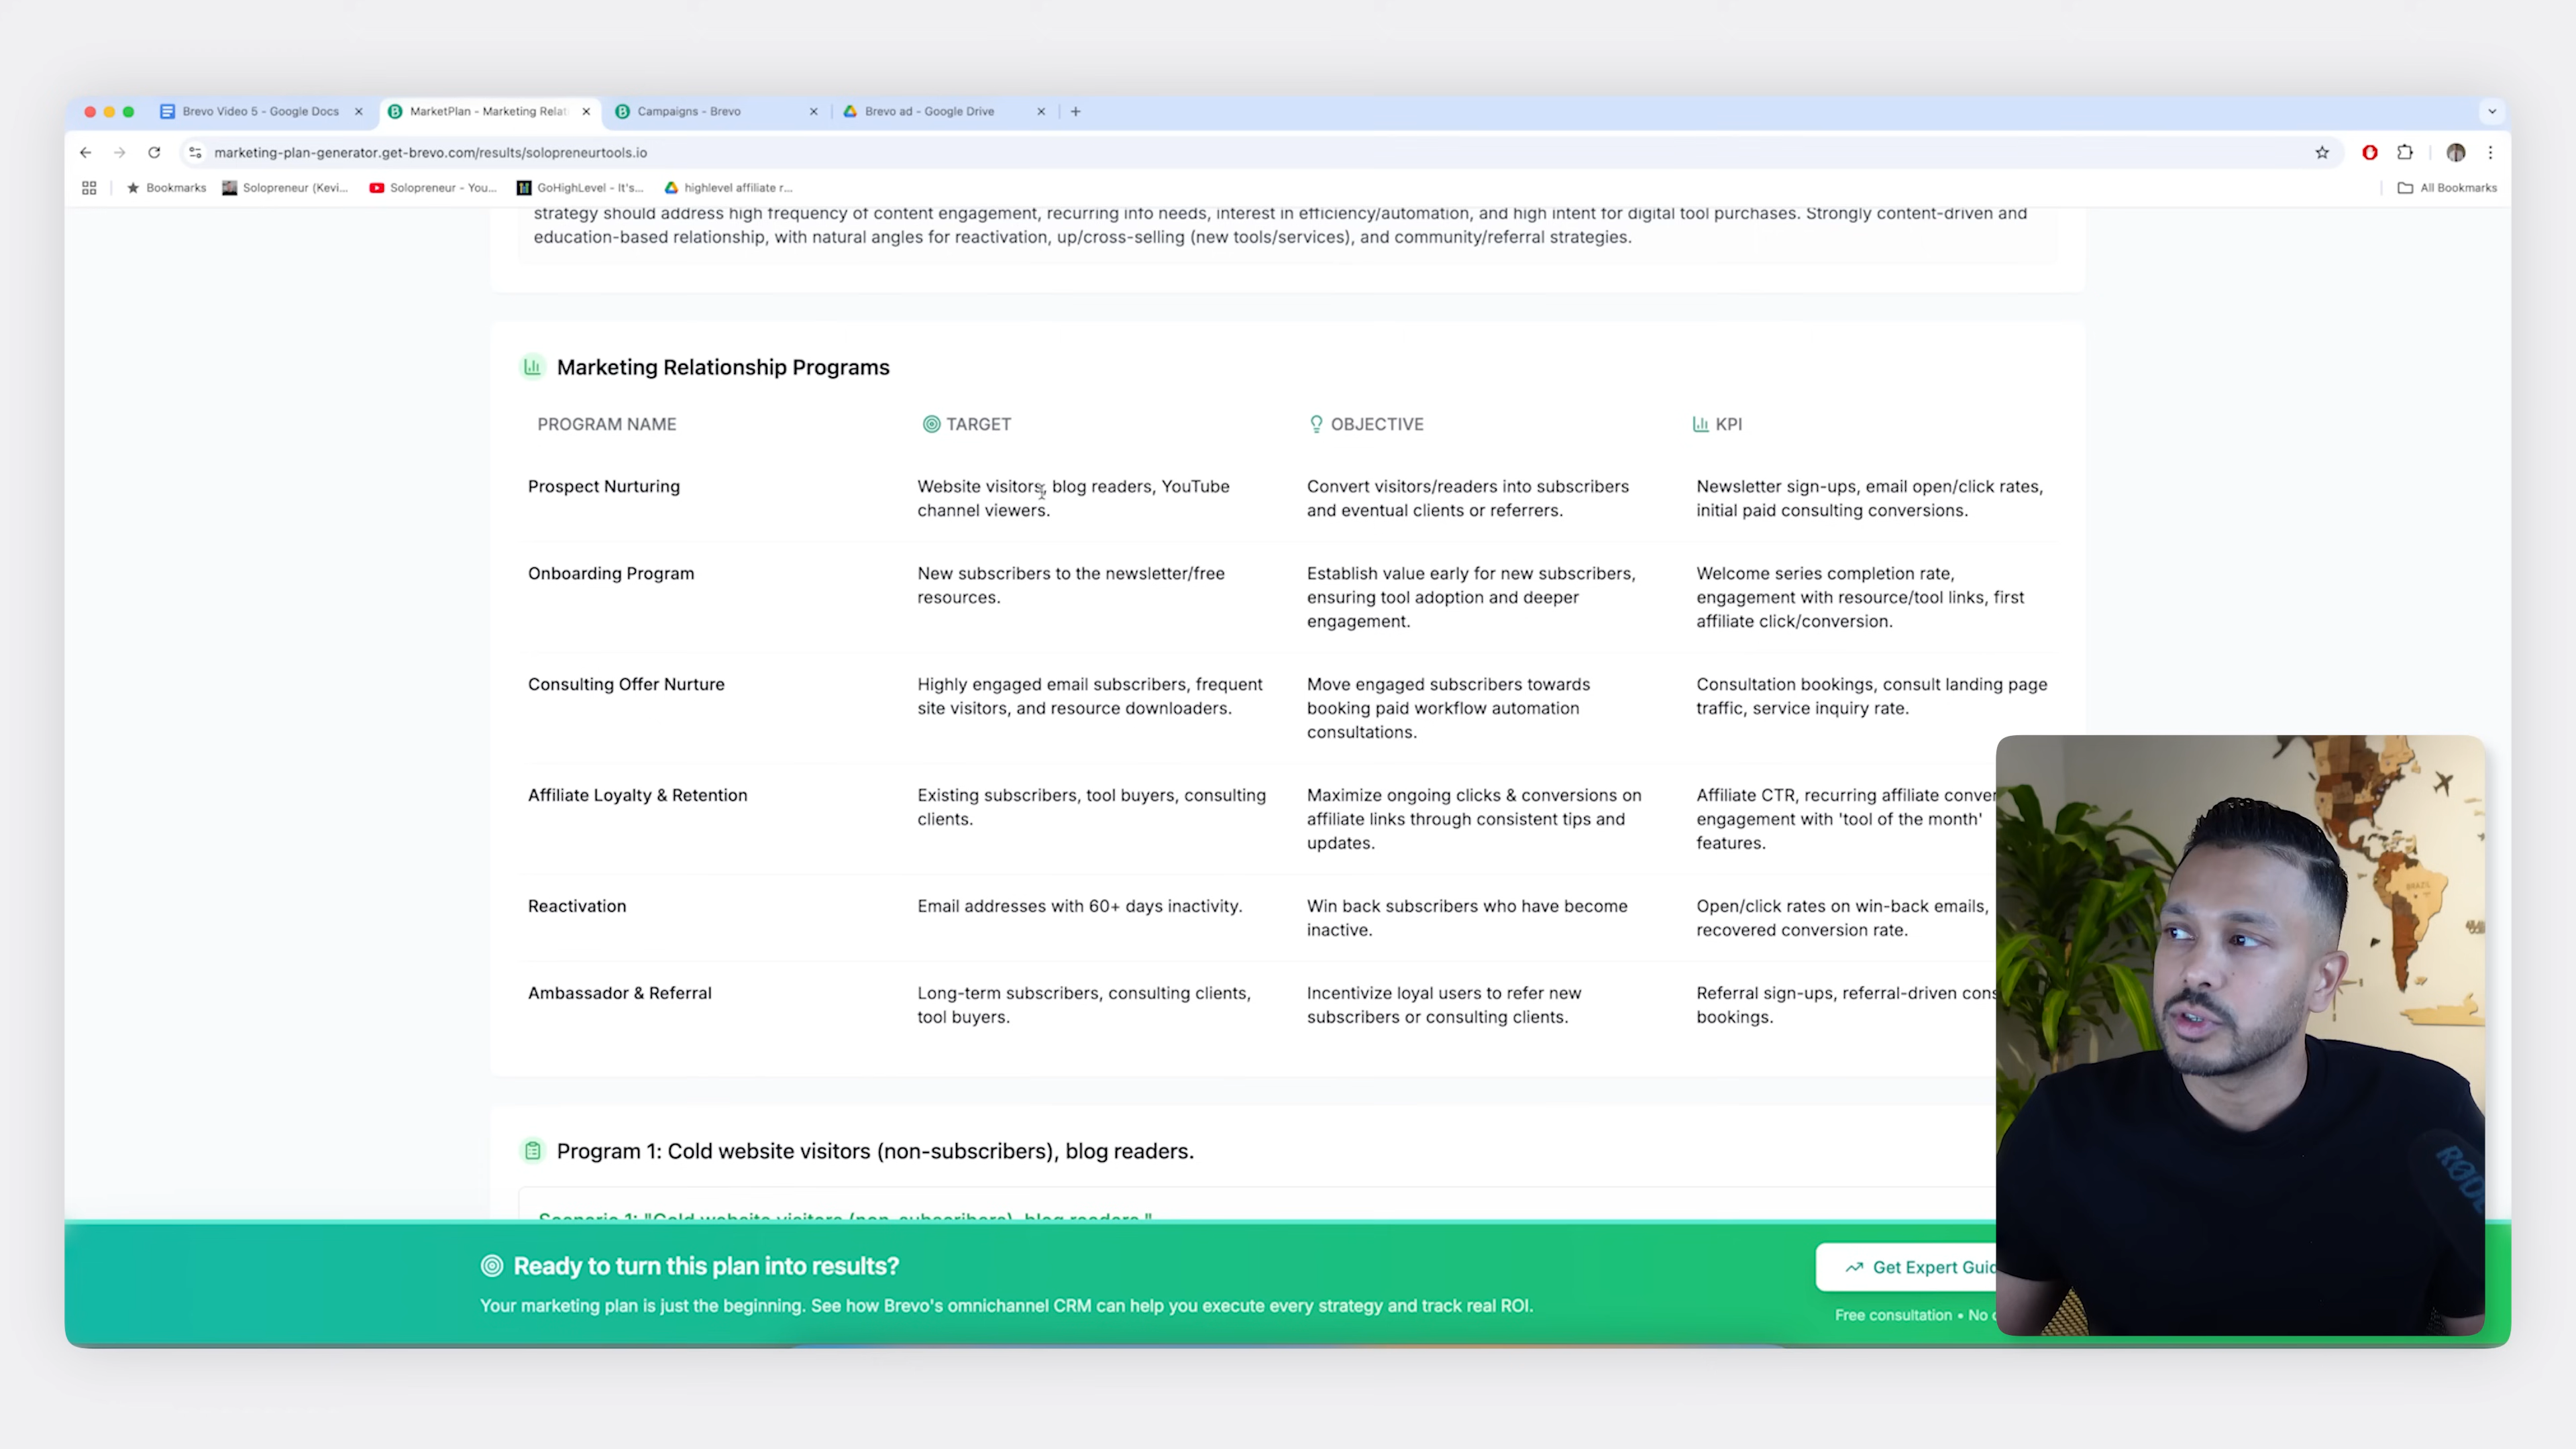 Brevo Video 5 - Google Docs
MarketPlan - Marketing Relat
Campaigns - Brevo
Brevo ad - Google Drive
marketing-plan-generator.get-brevo.com/results/solopreneurtools.io
Bookmarks
Solopreneur (Kevi...
Solopreneur - You...
GoHighLevel - It's...
highlevel affiliate r...
All Bookmarks
strategy should address high frequency of content engagement, recurring info needs, interest in efficiency/automation, and high intent for digital tool purchases. Strongly content-driven and
education-based relationship, with natural angles for reactivation, up/cross-selling (new tools/services), and community/referral strategies.
Marketing Relationship Programs
PROGRAM NAME
TARGET
OBJECTIVE
KPI
Prospect Nurturing
Website visitors, blog readers, YouTube
channel viewers.
Convert visitors/readers into subscribers
and eventual clients or referrers.
Newsletter sign-ups, email open/click rates,
initial paid consulting conversions.
Onboarding Program
New subscribers to the newsletter/free
resources.
Establish value early for new subscribers,
ensuring tool adoption and deeper
engagement.
Welcome series completion rate,
engagement with resource/tool links, first
affiliate click/conversion.
Consulting Offer Nurture
Highly engaged email subscribers, frequent
site visitors, and resource downloaders.
Move engaged subscribers towards
booking paid workflow automation
consultations.
Consultation bookings, consult landing page
traffic, service inquiry rate.
Affiliate Loyalty & Retention
Existing subscribers, tool buyers, consulting
clients.
Maximize ongoing clicks & conversions on
affiliate links through consistent tips and
updates.
Affiliate CTR, recurring affiliate conver
engagement with 'tool of the month'
features.
Reactivation
Email addresses with 60+ days inactivity.
Win back subscribers who have become
inactive.
Open/click rates on win-back emails,
recovered conversion rate.
Ambassador & Referral
Long-term subscribers, consulting clients,
tool buyers.
Incentivize loyal users to refer new
subscribers or consulting clients.
Referral sign-ups, referral-driven cons
bookings.
Program 1: Cold website visitors (non-subscribers), blog readers.
Scenario 1: "Cold website visitors (non-subscribers), blog readers."
Ready to turn this plan into results?
Your marketing plan is just the beginning. See how Brevo's omnichannel CRM can help you execute every strategy and track real ROI.
Get Expert Guid
Free consultation • No
BRAZIL
RØDE